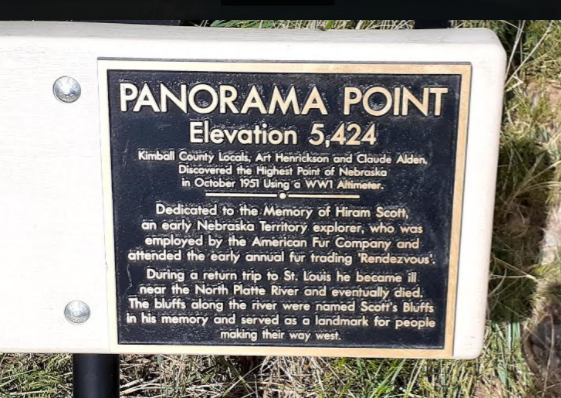 PANORAMA POINT
Elevation 5,424
Kimball County Locals, Art Henrickson and Claude Alden,
Discovered the Highest Point of Nebraska
in October 1951 Using a WW1 Altimeter.
Dedicated to the Memory of Hiram Scott,
an early Nebraska Territory explorer, who was
employed by the American Fur Company and
attended the early annual fur trading 'Rendezvous'.
During a return trip to St. Louis he became ill
near the North Platte River and eventually died.
The bluffs along the river were named Scott's Bluffs
in his memory and served as a landmark for people
making their way west.